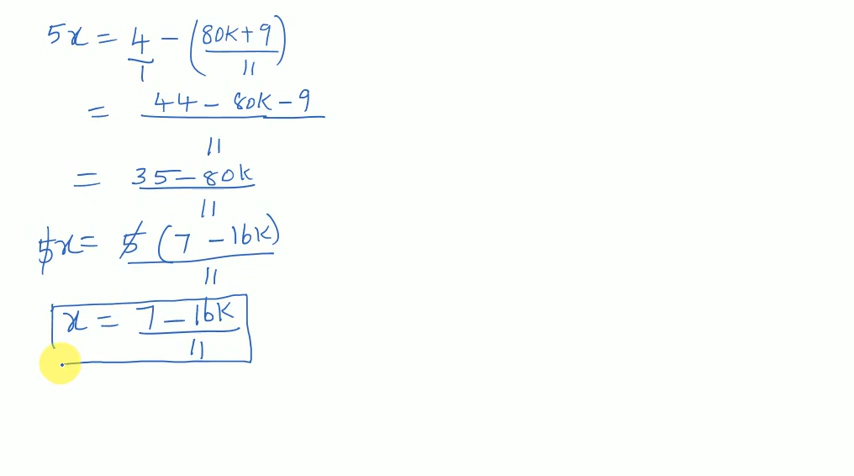 5x = 4/1 − (80K+9/11)
= 44 − 80K − 9/11
= 35 − 80K/11
5x = 5(7 − 16K)/11
x = 7 − 16K/11